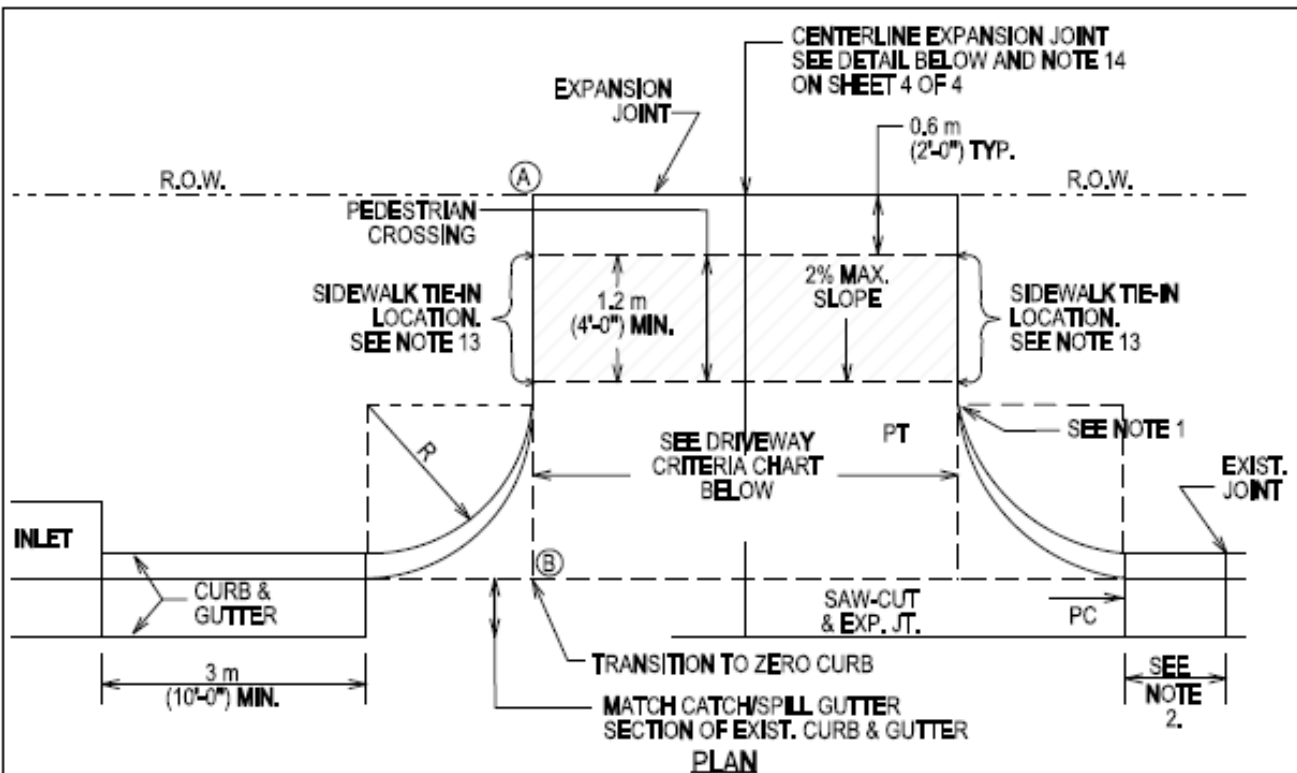 CENTERLINE EXPANSION JOINT
SEE DETAIL BELOW AND NOTE 14
ON SHEET 4 OF 4
EXPANSION
JOINT
0.6 m
(2'-0") TYP.
R.O.W.
A
R.O.W.
PEDESTRIAN
CROSSING
2% MAX.
SLOPE
1.2 m
(4'-0") MIN.
SIDEWALK TIE-IN
LOCATION.
SEE NOTE 13
SIDEWALK TIE-IN
LOCATION.
SEE NOTE 13
R
SEE DRIVEWAY
CRITERIA CHART
BELOW
PT
SEE NOTE 1
EXIST.
JOINT
INLET
B
CURB &
GUTTER
SAW-CUT
& EXP. JT.
PC
TRANSITION TO ZERO CURB
3 m
(10'-0") MIN.
SEE
NOTE
2.
MATCH CATCH/SPILL GUTTER
SECTION OF EXIST. CURB & GUTTER
PLAN